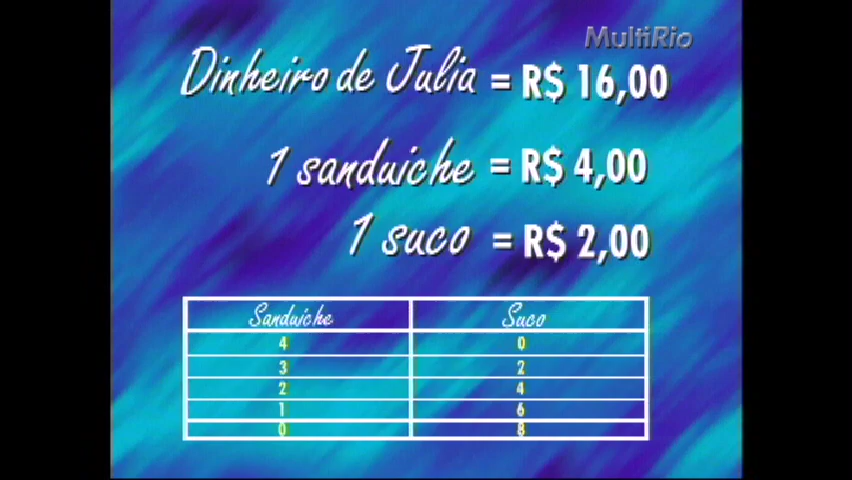 MultiRio
Dinheiro de Julia = R$ 16,00
1 sanduiche = R$ 4,00
1 suco = R$ 2,00
Sanduiche Suco
4 0
3 2
2 4
1 6
0 8